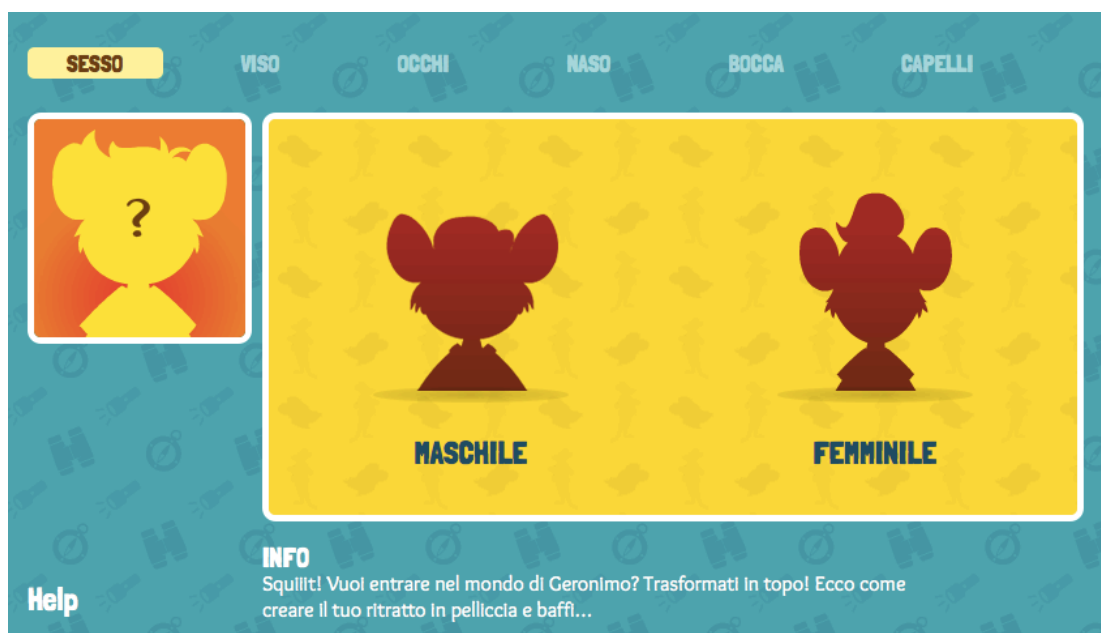 SESSO VISO OCCHI NASO BOCCA CAPELLI
?
MASCHILE FEMMINILE
INFO
Squiiit! Vuoi entrare nel mondo di Geronimo? Trasformati in topo! Ecco come
creare il tuo ritratto in pelliccia e baffi...
Help